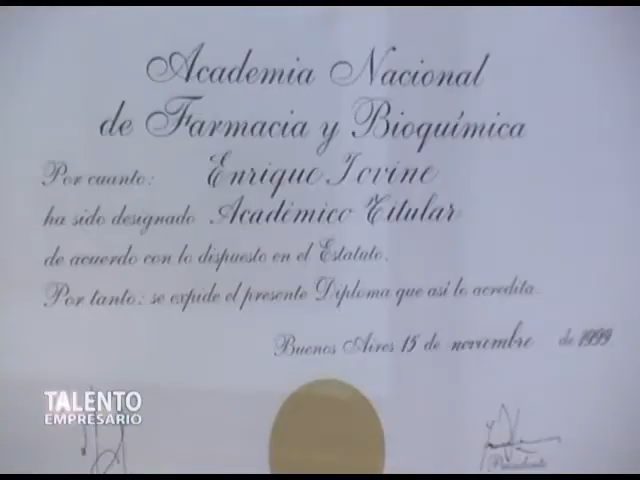 Academia Nacional
de Farmacia y Bioquímica
Por cuanto: Enrique Iovine
ha sido designado Académico Titular
de acuerdo con lo dispuesto en el Estatuto.
Por tanto: se expide el presente Diploma que así lo acredita.
Buenos Aires 15 de noviembre de 1999
TALENTO
EMPRESARIO
Presidente